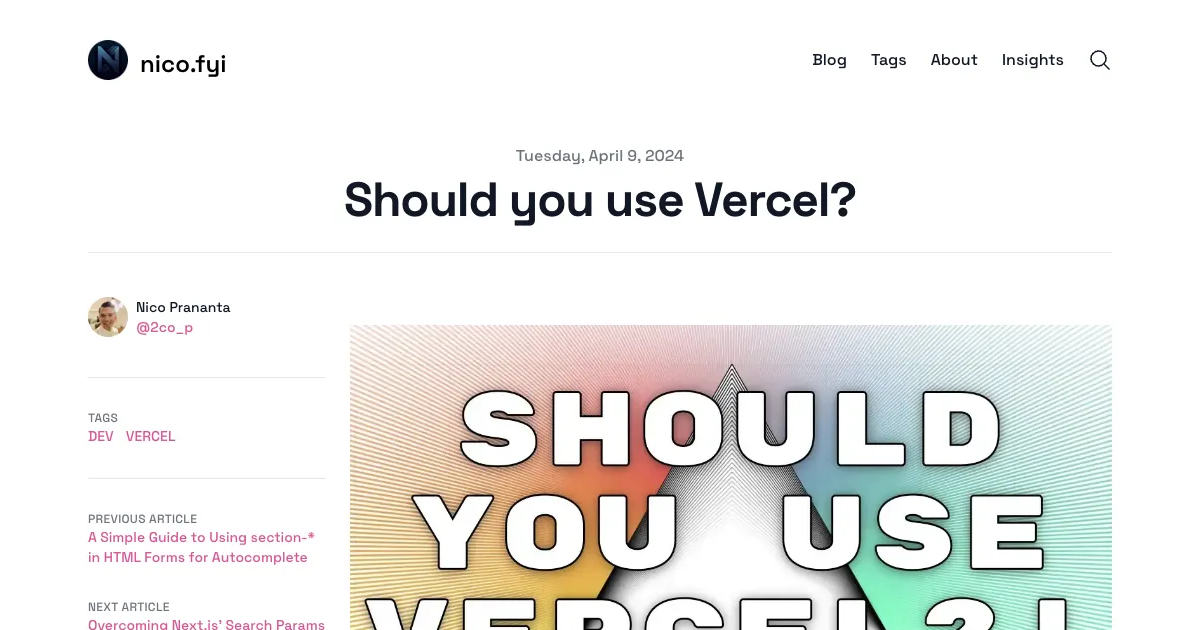 nico.fyi
Blog Tags About Insights
Tuesday, April 9, 2024
Should you use Vercel?
Nico Prananta
@2co_p
TAGS
DEV VERCEL
PREVIOUS ARTICLE
A Simple Guide to Using section-*
in HTML Forms for Autocomplete
NEXT ARTICLE
Overcoming Next.js' Search Params
SHOULD
YOU USE
VERCEL?!